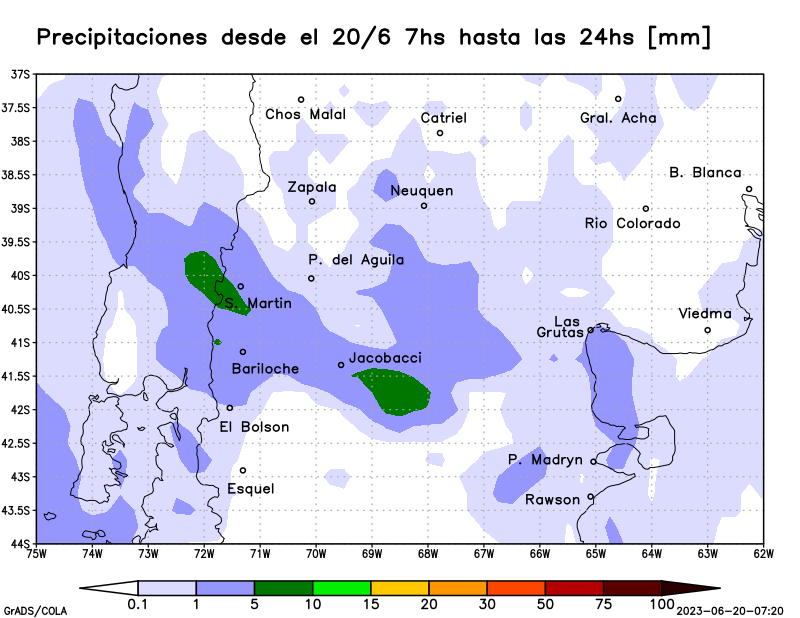 Precipitaciones desde el 20/6 7hs hasta las 24hs [mm]
37S
37.5S
38S
38.5S
39S
39.5S
40S
40.5S
41S
41.5S
42S
42.5S
43S
43.5S
44S
Chos Malal
Catriel
Gral. Acha
B. Blanca
Zapala
Neuquen
Rio Colorado
P. del Aguila
S. Martin
Viedma
Las
Grutas
Jacobacci
Bariloche
El Bolson
P. Madryn
Esquel
Rawson
75W 74W 73W 72W 71W 70W 69W 68W 67W 66W 65W 64W 63W 62W
0.1 1 5 10 15 20 30 50 75 100
GrADS/COLA
2023-06-20-07:20